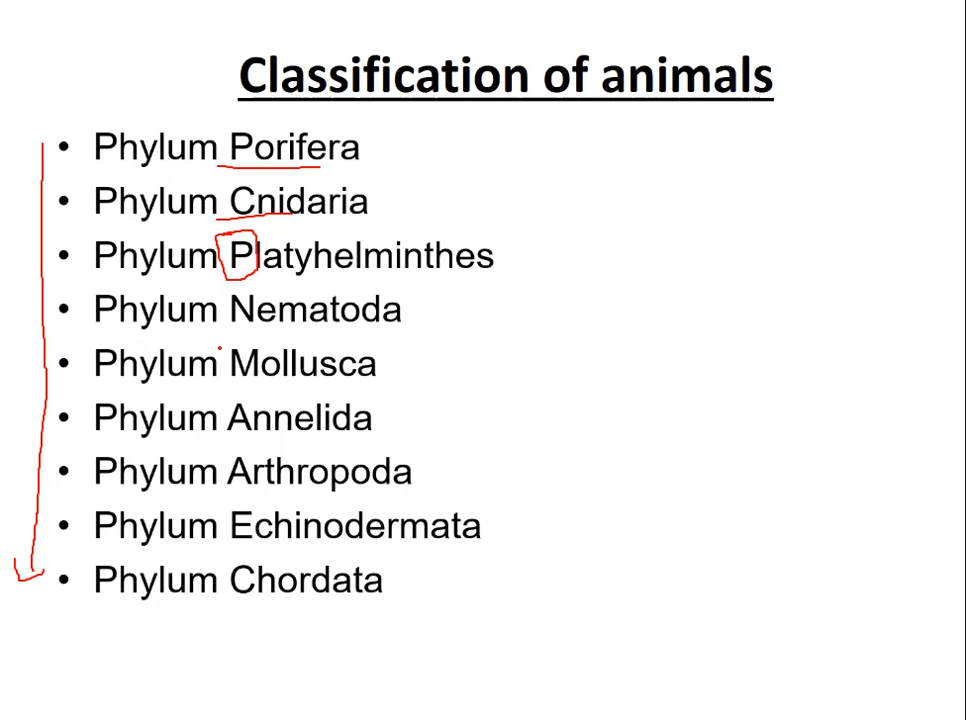 Classification of animals
• Phylum Porifera
• Phylum Cnidaria
• Phylum Platyhelminthes
• Phylum Nematoda
• Phylum Mollusca
• Phylum Annelida
• Phylum Arthropoda
• Phylum Echinodermata
• Phylum Chordata